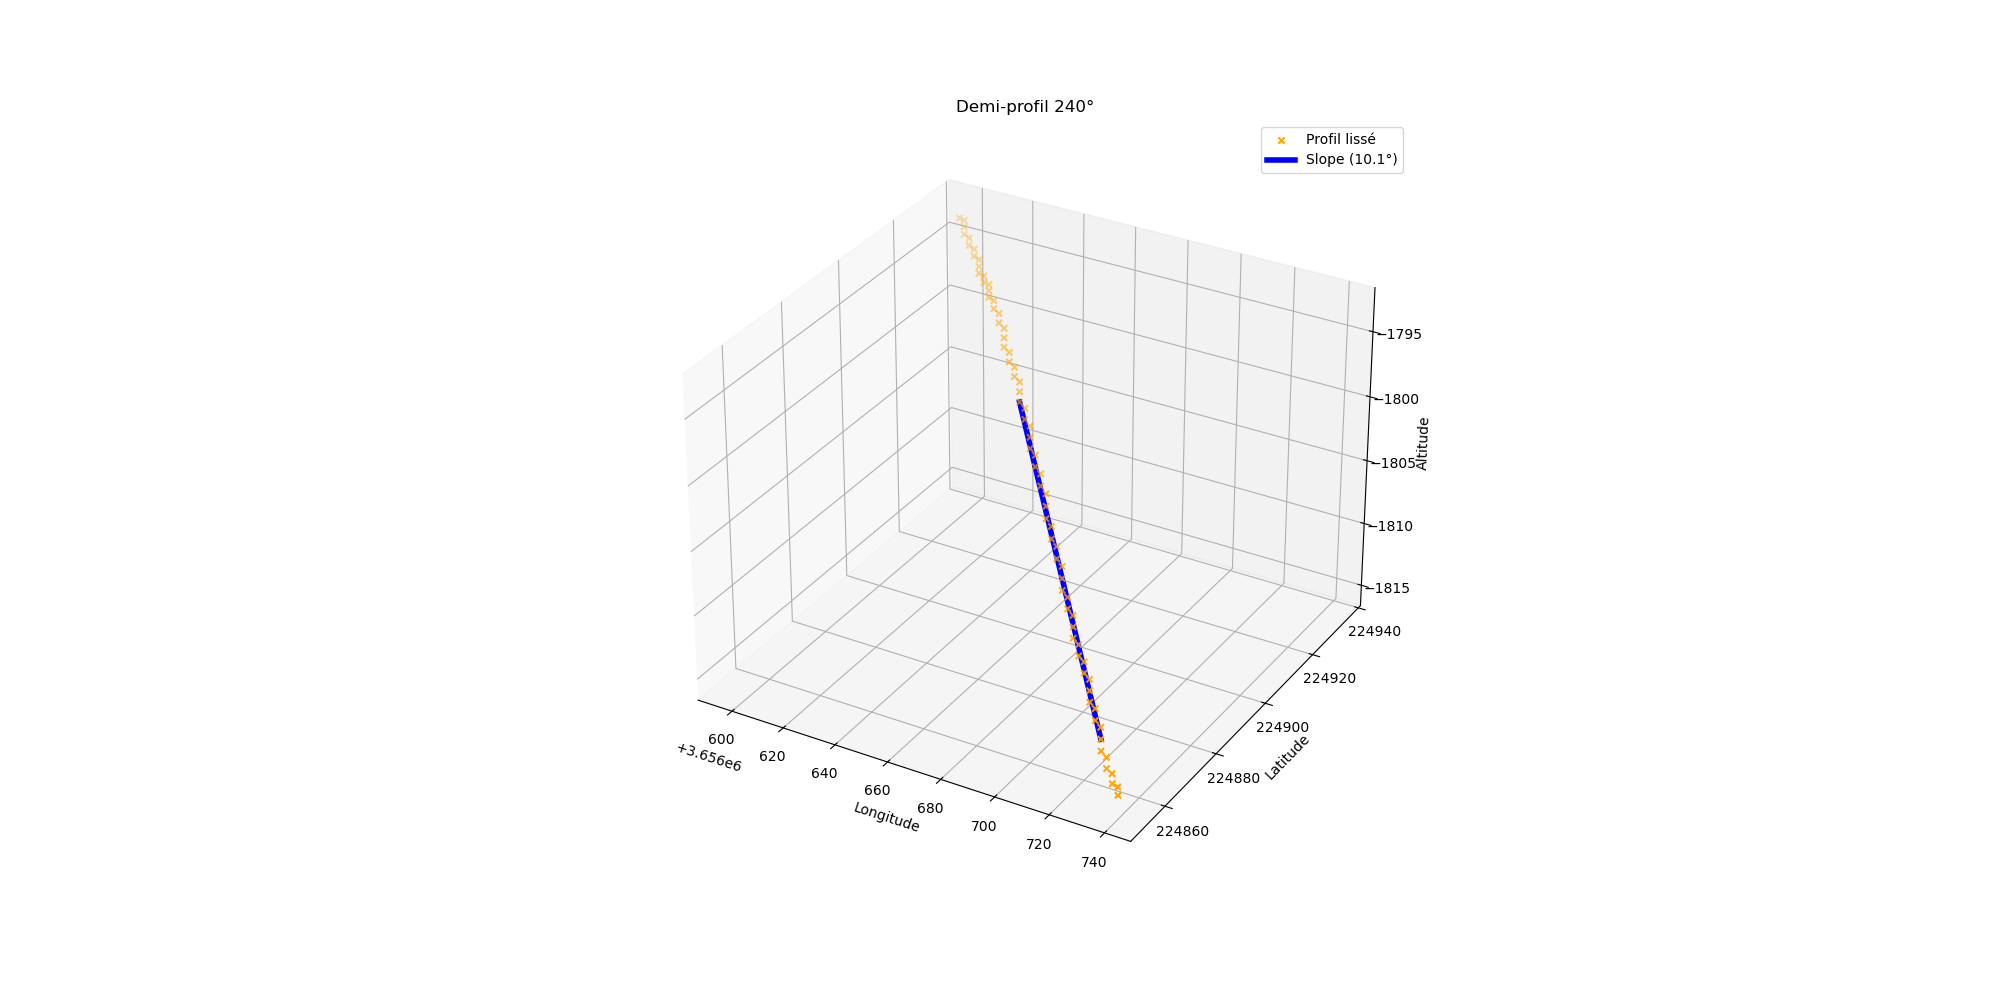 Demi-profil 240°
Profil lissé
Slope (10.1°)
−1795
−1800
−1805
−1810
−1815
Altitude
224940
224920
224900
224880
224860
Latitude
600
620
640
660
680
700
720
740
+3.656e6
Longitude